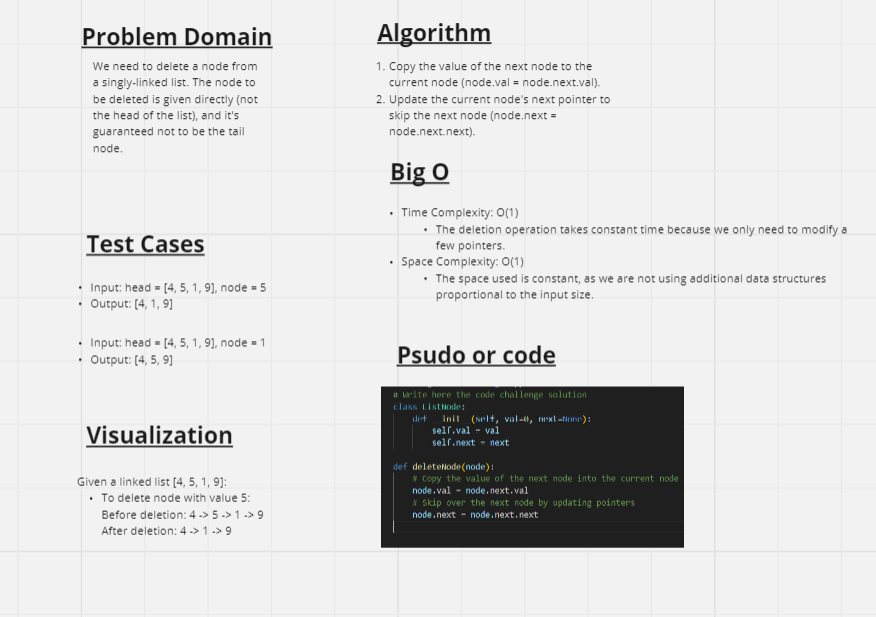 Problem Domain
We need to delete a node from
a singly-linked list. The node to
be deleted is given directly (not
the head of the list), and it's
guaranteed not to be the tail
node.
Test Cases
• Input: head = [4, 5, 1, 9], node = 5
• Output: [4, 1, 9]
• Input: head = [4, 5, 1, 9], node = 1
• Output: [4, 5, 9]
Visualization
Given a linked list [4, 5, 1, 9]:
• To delete node with value 5:
Before deletion: 4 -> 5 -> 1 -> 9
After deletion: 4 -> 1 -> 9
Algorithm
1. Copy the value of the next node to the
current node (node.val = node.next.val).
2. Update the current node's next pointer to
skip the next node (node.next =
node.next.next).
Big O
• Time Complexity: O(1)
• The deletion operation takes constant time because we only need to modify a
few pointers.
• Space Complexity: O(1)
• The space used is constant, as we are not using additional data structures
proportional to the input size.
Psudo or code
# Write here the code challenge solution
class ListNode:
def __init__(self, val=0, next=None):
self.val = val
self.next = next
def deleteNode(node):
# Copy the value of the next node into the current node
node.val = node.next.val
# Skip over the next node by updating pointers
node.next = node.next.next